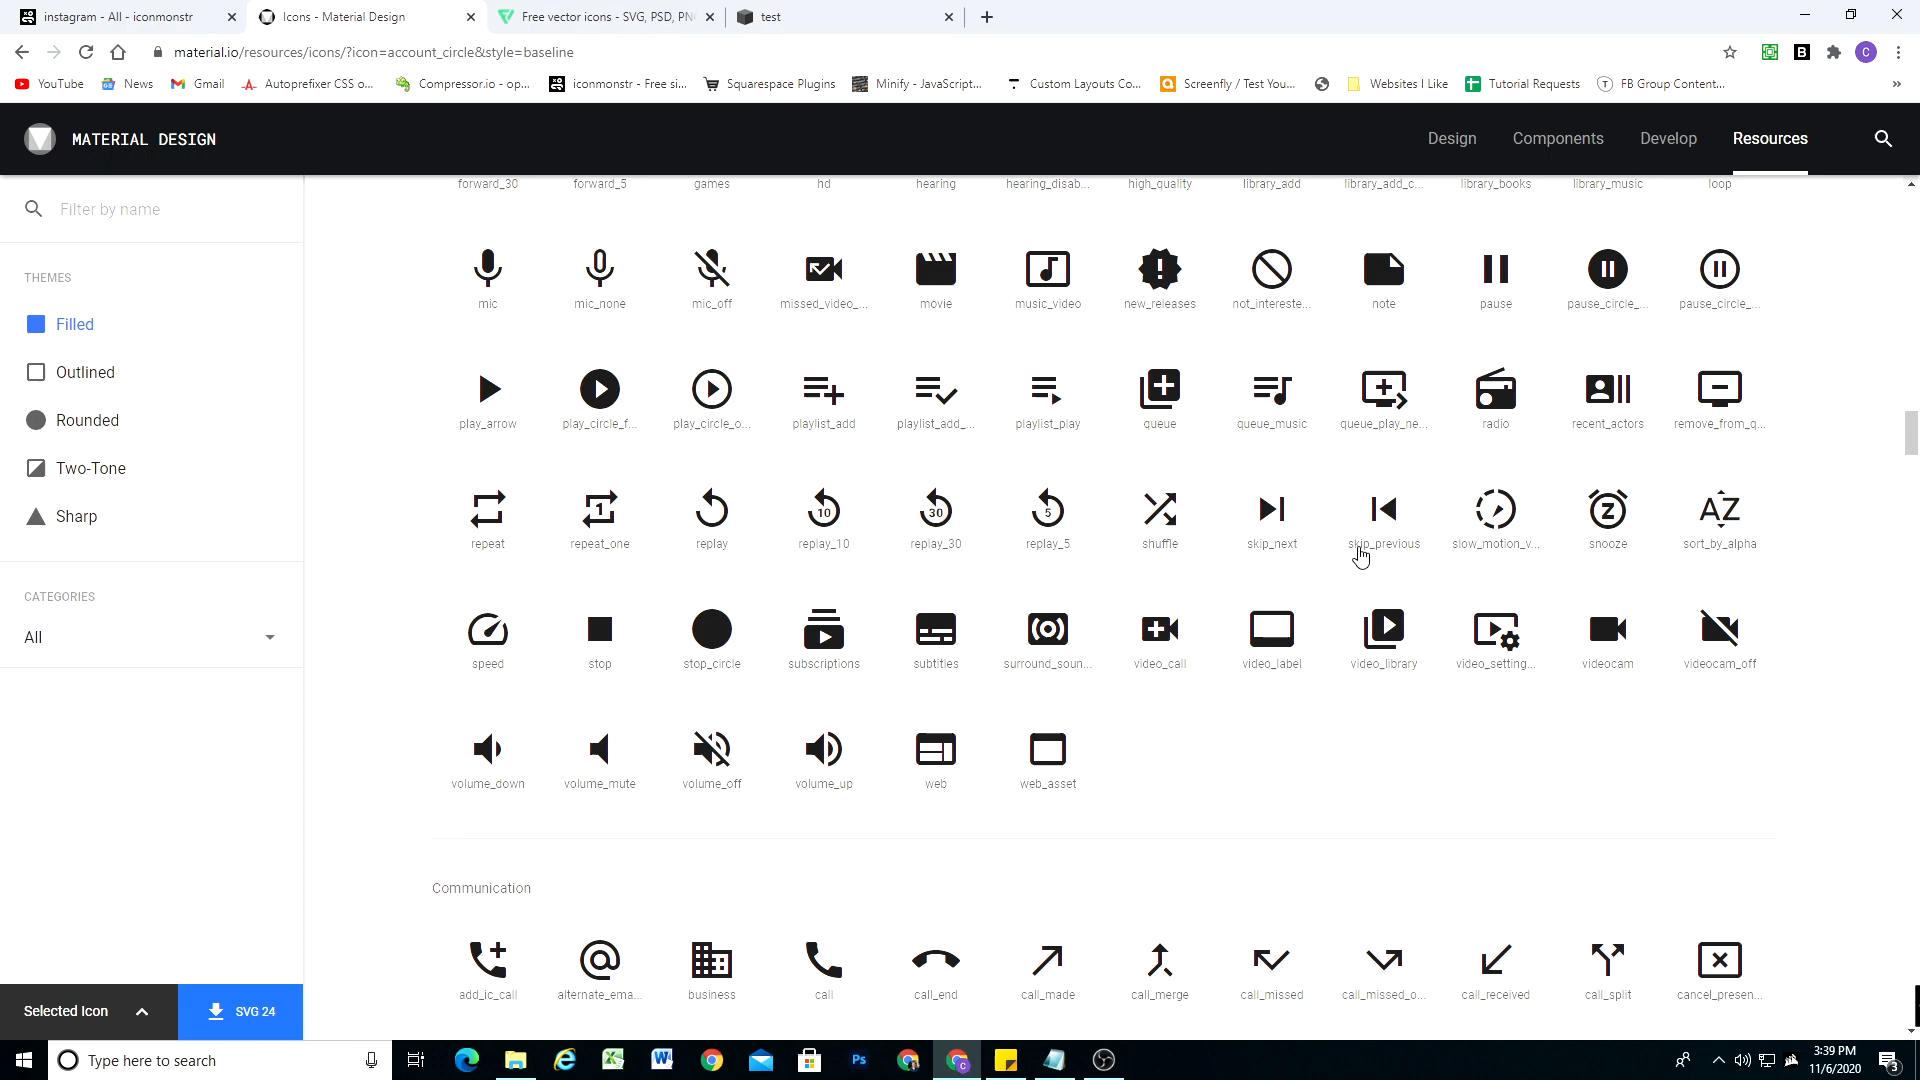 instagram - All - iconmonstr
Icons - Material Design
Free vector icons - SVG, PSD, PN
test
material.io/resources/icons/?icon=account_circle&style=baseline
C
YouTube
News
Gmail
Autoprefixer CSS o...
Compressor.io - op...
iconmonstr - Free si...
Squarespace Plugins
Minify - JavaScript...
Custom Layouts Co...
Screenfly / Test You...
Websites I Like
Tutorial Requests
FB Group Content...
MATERIAL DESIGN
Design
Components
Develop
Resources
Filter by name
THEMES
Filled
Outlined
Rounded
Two-Tone
Sharp
CATEGORIES
All
Selected Icon
SVG 24
forward_30 forward_5 games hd hearing hearing_disab... high_quality library_add library_add_c... library_books library_music loop
mic mic_none mic_off missed_video_... movie music_video new_releases not_intereste... note pause pause_circle_... pause_circle_...
play_arrow play_circle_f... play_circle_o... playlist_add playlist_add_... playlist_play queue queue_music queue_play_ne... radio recent_actors remove_from_q...
1 10 30 5 Z AZ
repeat repeat_one replay replay_10 replay_30 replay_5 shuffle skip_next skip_previous slow_motion_v... snooze sort_by_alpha
speed stop stop_circle subscriptions subtitles surround_soun... video_call video_label video_library video_setting... videocam videocam_off
volume_down volume_mute volume_off volume_up web web_asset
Communication
add_ic_call alternate_ema... business call call_end call_made call_merge call_missed call_missed_o... call_received call_split cancel_presen...
Type here to search
Ps
3:39 PM
11/6/2020
3